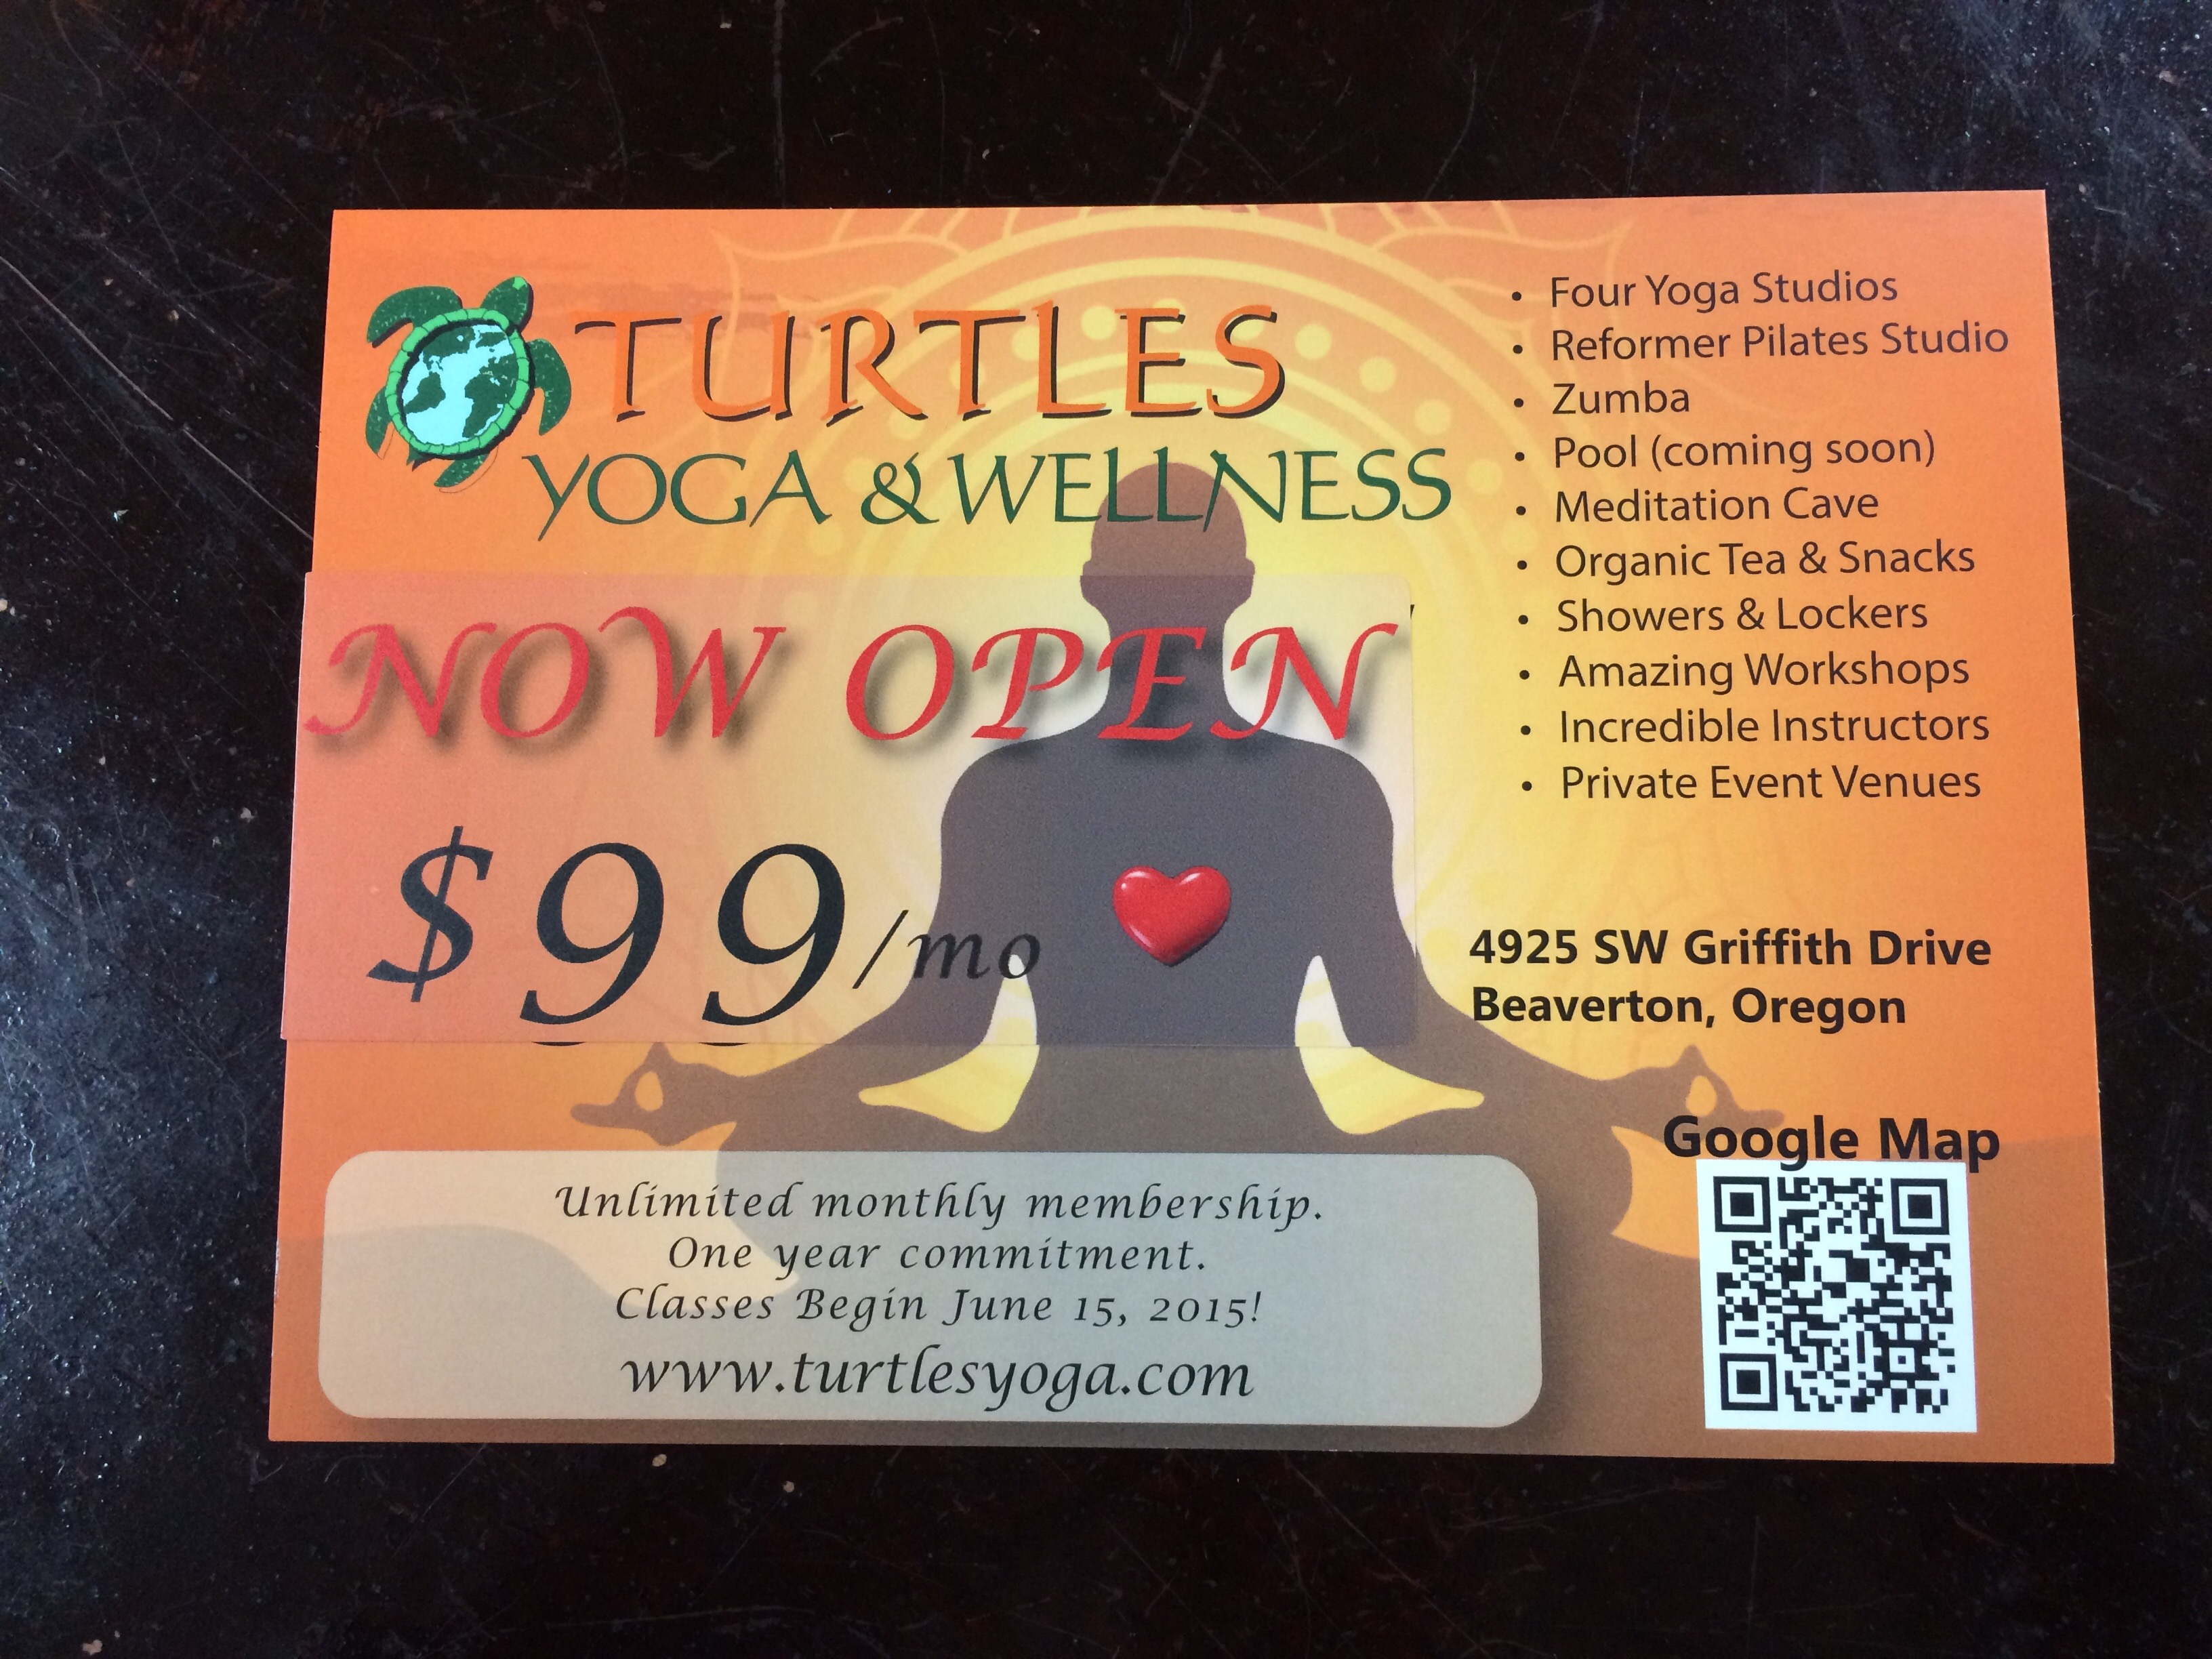 TURTLES
YOGA & WELLNESS
NOW OPEN
$99/mo
Unlimited monthly membership.
One year commitment.
Classes Begin June 15, 2015!
www.turtlesyoga.com
• Four Yoga Studios
• Reformer Pilates Studio
• Zumba
• Pool (coming soon)
• Meditation Cave
• Organic Tea & Snacks
• Showers & Lockers
• Amazing Workshops
• Incredible Instructors
• Private Event Venues
4925 SW Griffith Drive
Beaverton, Oregon
Google Map